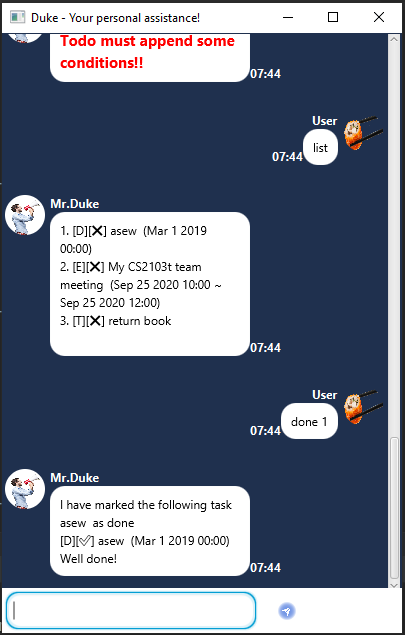 Duke - Your personal assistance!
Todo must append some
conditions!!
07:44
User
list
07:44
Mr.Duke
1. [D][❌] asew  (Mar 1 2019
00:00)
2. [E][❌] My CS2103t team
meeting  (Sep 25 2020 10:00 ~
Sep 25 2020 12:00)
3. [T][❌] return book
07:44
User
done 1
07:44
Mr.Duke
I have marked the following task
asew  as done
[D][✅] asew  (Mar 1 2019 00:00)
Well done!
07:44